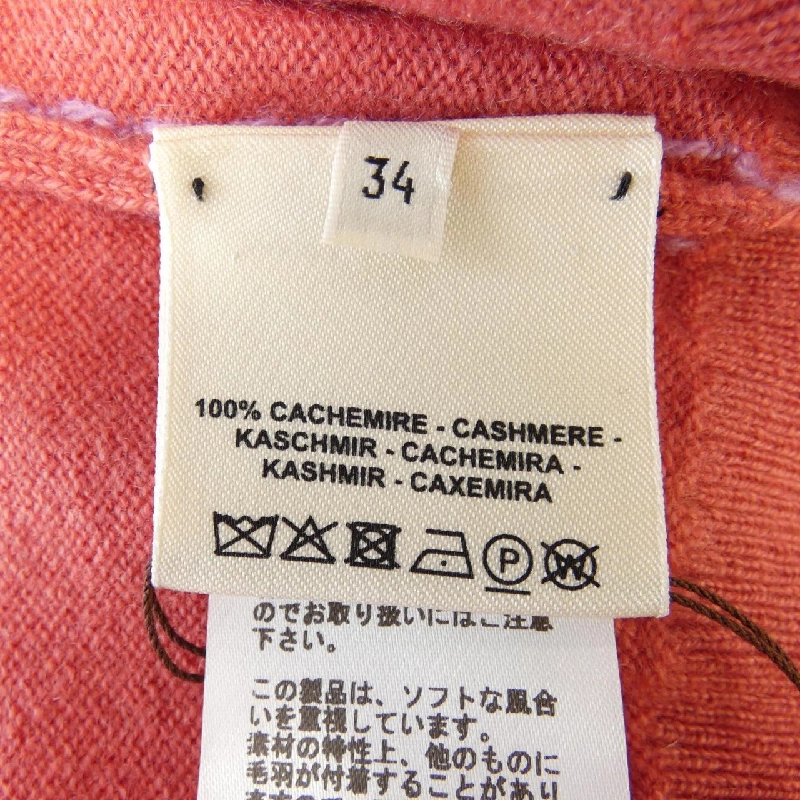 34
100% CACHEMIRE - CASHMERE -
KASCHMIR - CACHEMIRA -
KASHMIR - CAXEMIRA
P
W
のでお取り扱いにはご注意
下さい。
この製品は、ソフトな風合
いを重視しています。
素材の特性上、他のものに
毛羽が付着することがあり